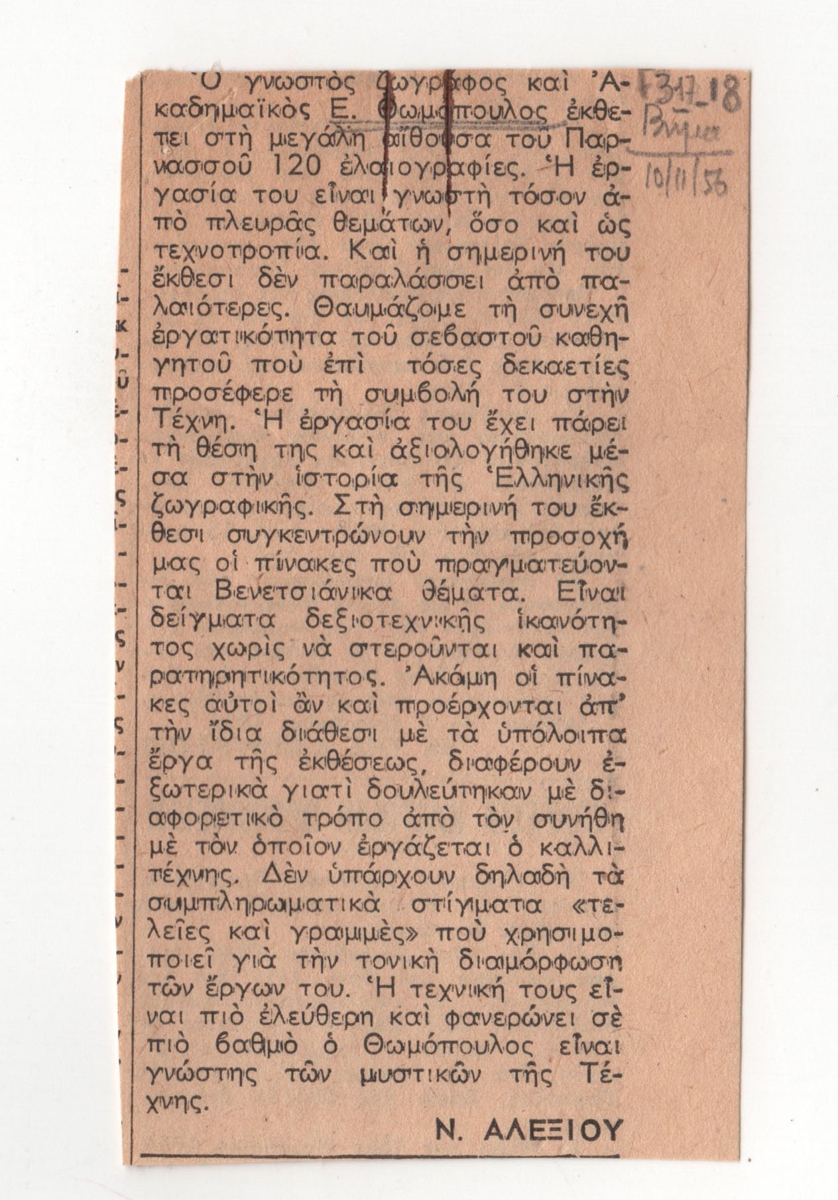 Ὁ γνωστὸς ζωγράφος καὶ Ἀ-
καδημαϊκὸς Ε. Θωμόπουλος ἐκθέ-
τει στὴ μεγάλη αἴθουσα τοῦ Παρ-
νασσοῦ 120 ἐλαιογραφίες. Ἡ ἐρ-
γασία του εἶναι γνωστὴ τόσον ἀ-
πὸ πλευρᾶς θεμάτων, ὅσο καὶ ὡς
τεχνοτροπία. Καὶ ἡ σημερινή του
ἔκθεσι δὲν παραλάσσει ἀπὸ πα-
λαιότερες. Θαυμάζομε τὴ συνεχῆ
ἐργατικότητα τοῦ σεβαστοῦ καθη-
γητοῦ ποὺ ἐπὶ τόσες δεκαετίες
προσέφερε τὴ συμβολή του στὴν
Τέχνη. Ἡ ἐργασία του ἔχει πάρει
τὴ θέση της καὶ ἀξιολογήθηκε μέ-
σα στὴν ἱστορία τῆς Ἑλληνικῆς
ζωγραφικῆς. Στὴ σημερινή του ἔκ-
θεσι συγκεντρώνουν τὴν προσοχή
μας οἱ πίνακες ποὺ πραγματεύον-
ται Βενετσιάνικα θέματα. Εἶναι
δείγματα δεξιοτεχνικῆς ἱκανότη-
τος χωρὶς νὰ στεροῦνται καὶ πα-
ρατηρητικότητος. Ἀκόμη οἱ πίνα-
κες αὐτοὶ ἂν καὶ προέρχονται ἀπ'
τὴν ἴδια διάθεσι μὲ τὰ ὑπόλοιπα
ἔργα τῆς ἐκθέσεως, διαφέρουν ἐ-
ξωτερικὰ γιατὶ δουλεύτηκαν μὲ δι-
αφορετικὸ τρόπο ἀπὸ τὸν συνήθη
μὲ τὸν ὁποῖον ἐργάζεται ὁ καλλι-
τέχνης. Δὲν ὑπάρχουν δηλαδὴ τὰ
συμπληρωματικὰ στίγματα «τε-
λεῖες καὶ γραμμὲς» ποὺ χρησιμο-
ποιεῖ γιὰ τὴν τονικὴ διαμόρφωση
τῶν ἔργων του. Ἡ τεχνική τους εἶ-
ναι πιὸ ἐλεύθερη καὶ φανερώνει σὲ
πιὸ βαθμὸ ὁ Θωμόπουλος εἶναι
γνώστης τῶν μυστικῶν τῆς Τέ-
χνης.
Ν. ΑΛΕΞΙΟΥ
Βῆμα
10/11/56